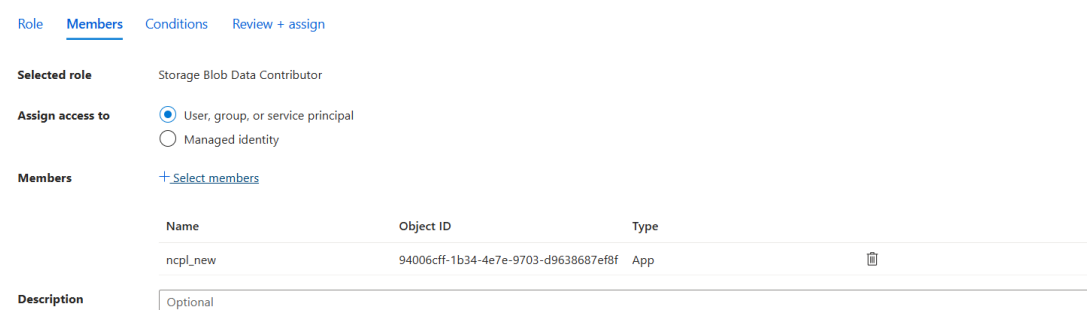 Role Members Conditions Review + assign
Selected role Storage Blob Data Contributor
Assign access to User, group, or service principal
Managed identity
Members + Select members
Name Object ID Type
ncpl_new 94006cff-1b34-4e7e-9703-d9638687ef8f App
Description Optional